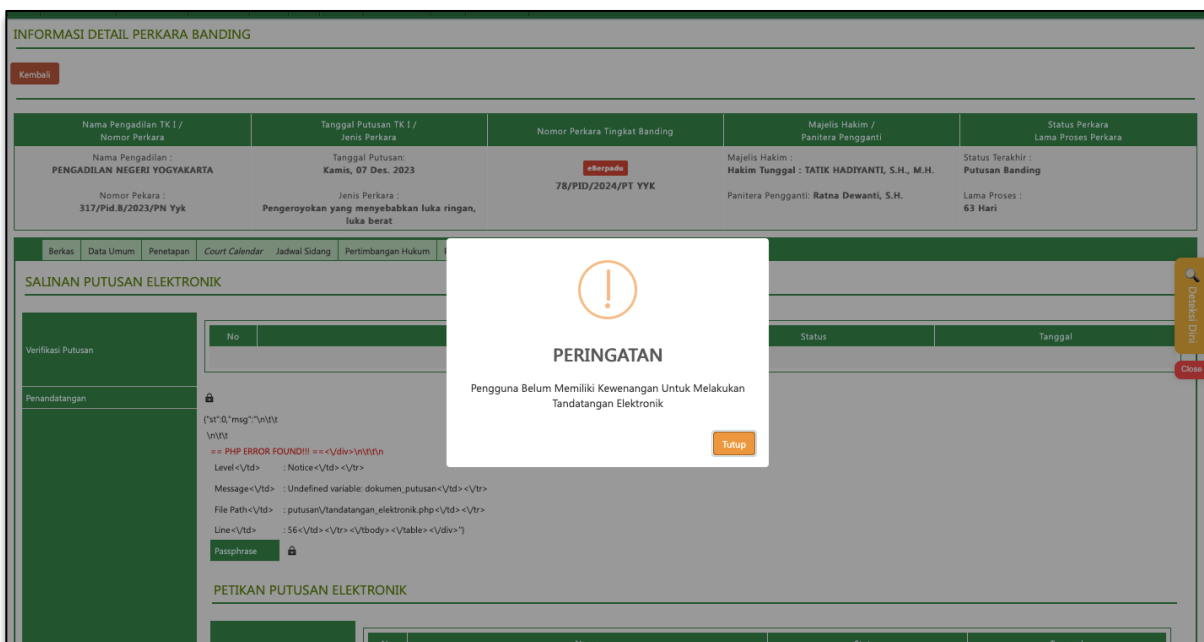 INFORMASI DETAIL PERKARA BANDING
Kembali
Nama Pengadilan TK I /
Nomor Perkara
Tanggal Putusan TK I /
Jenis Perkara
Nomor Perkara Tingkat Banding
Majelis Hakim /
Panitera Pengganti
Status Perkara
Lama Proses Perkara
Nama Pengadilan :
PENGADILAN NEGERI YOGYAKARTA
Nomor Pekara :
317/Pid.B/2023/PN Yyk
Tanggal Putusan:
Kamis, 07 Des. 2023
Jenis Perkara :
Pengeroyokan yang menyebabkan luka ringan,
luka berat
eBerpadu
78/PID/2024/PT YYK
Majelis Hakim :
Hakim Tunggal : TATIK HADIYANTI, S.H., M.H.
Panitera Pengganti: Ratna Dewanti, S.H.
Status Terakhir :
Putusan Banding
Lama Proses :
63 Hari
Berkas Data Umum Penetapan Court Calendar Jadwal Sidang Pertimbangan Hukum
SALINAN PUTUSAN ELEKTRONIK
Verifikasi Putusan
No Status Tanggal
Penandatangan
{"st":0,"msg":"\n\t\t
\n\t\t
== PHP ERROR FOUND!!! ==<\/div>\n\t\t\n
Level<\/td> : Notice<\/td><\/tr>
Message<\/td> : Undefined variable: dokumen_putusan<\/td><\/tr>
File Path<\/td> : putusan\/tandatangan_elektronik.php<\/td><\/tr>
Line<\/td> : 56<\/td><\/tr><\/tbody><\/table><\/div>"}
Passphrase
PETIKAN PUTUSAN ELEKTRONIK
PERINGATAN
Pengguna Belum Memiliki Kewenangan Untuk Melakukan
Tandatangan Elektronik
Tutup
Deteksi Dini
Close